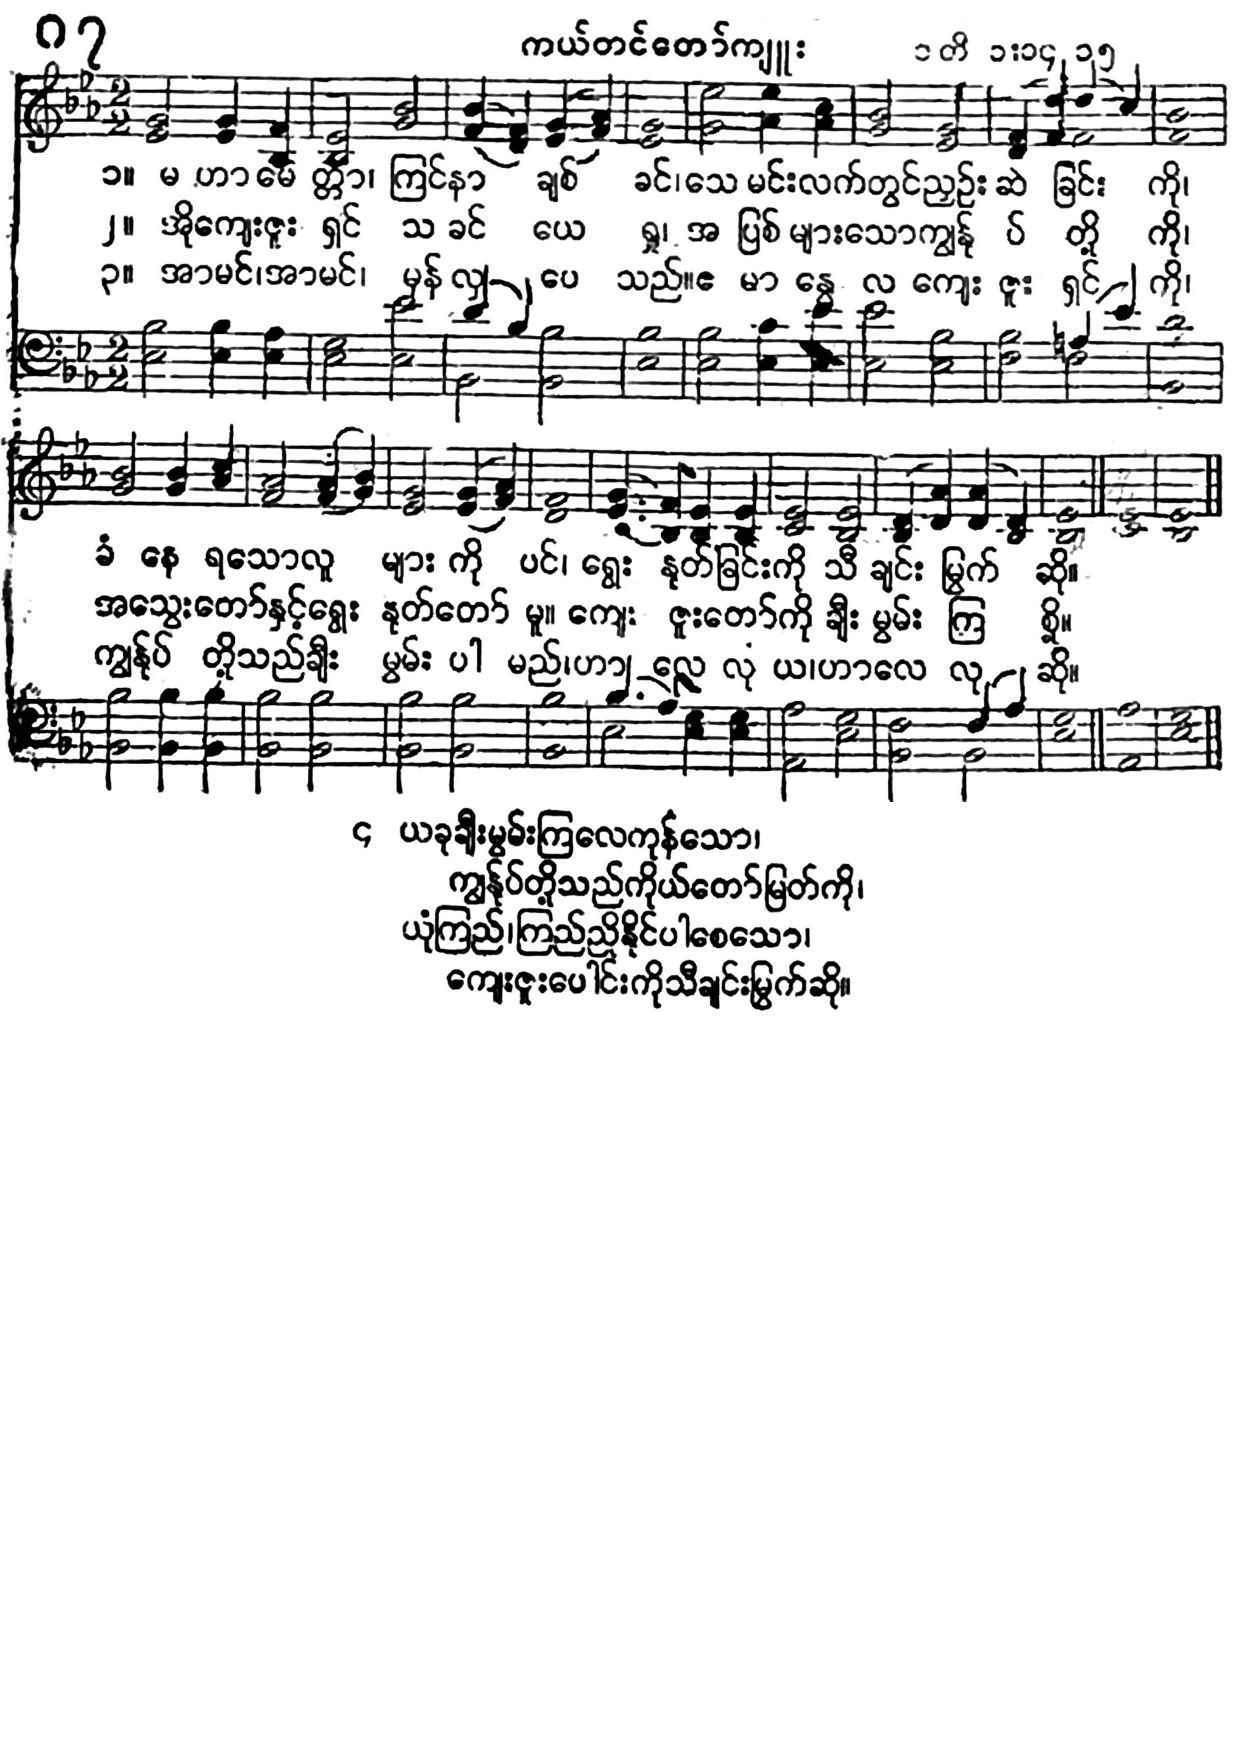 ၈၇
ကယ်တင်တော်ကျူး ၁ တိ ၁း၁၄, ၁၅
၁။ မ ဟာ မေ တ္တာ၊ ကြင်နာ ချစ် ခင်၊ သေ မင်းလက်တွင်ညှဉ်း ဆဲ ခြင်း ကို၊
၂။ အိုကျေးဇူး ရှင် သ ခင် ယေ ရှု၊ အ ပြစ် များသောကျွန်ု ပ် တို့ ကို၊
၃။ အာမင်၊အာမင်၊ မှန် လှ ပေ သည်။ဧ မာ နွေ လ ကျေး ဇူး ရှင် ကို၊
ခံ နေ ရသောလူ များ ကို ပင်၊ ရွေး နုတ်ခြင်းကို သီ ချင်း မြွက် ဆို။
အသွေးတော်နှင့်ရွေး နုတ်တော် မူ။ ကျေး ဇူးတော်ကို ချီး မွမ်း ကြ စို့။
ကျွန်ုပ် တို့သည်ချီး မွမ်း ပါ မည်၊ဟာ လေ လု ယ၊ဟာလေ လု ဆို။
၄ ယခုချီးမွမ်းကြလေကုန်သော၊
ကျွန်ုပ်တို့သည်ကိုယ်တော်မြတ်ကို၊
ယုံကြည်၊ကြည်ညိုနိုင်ပါစေသော၊
ကျေးဇူးပေါင်းကိုသီချင်းမြွက်ဆို။